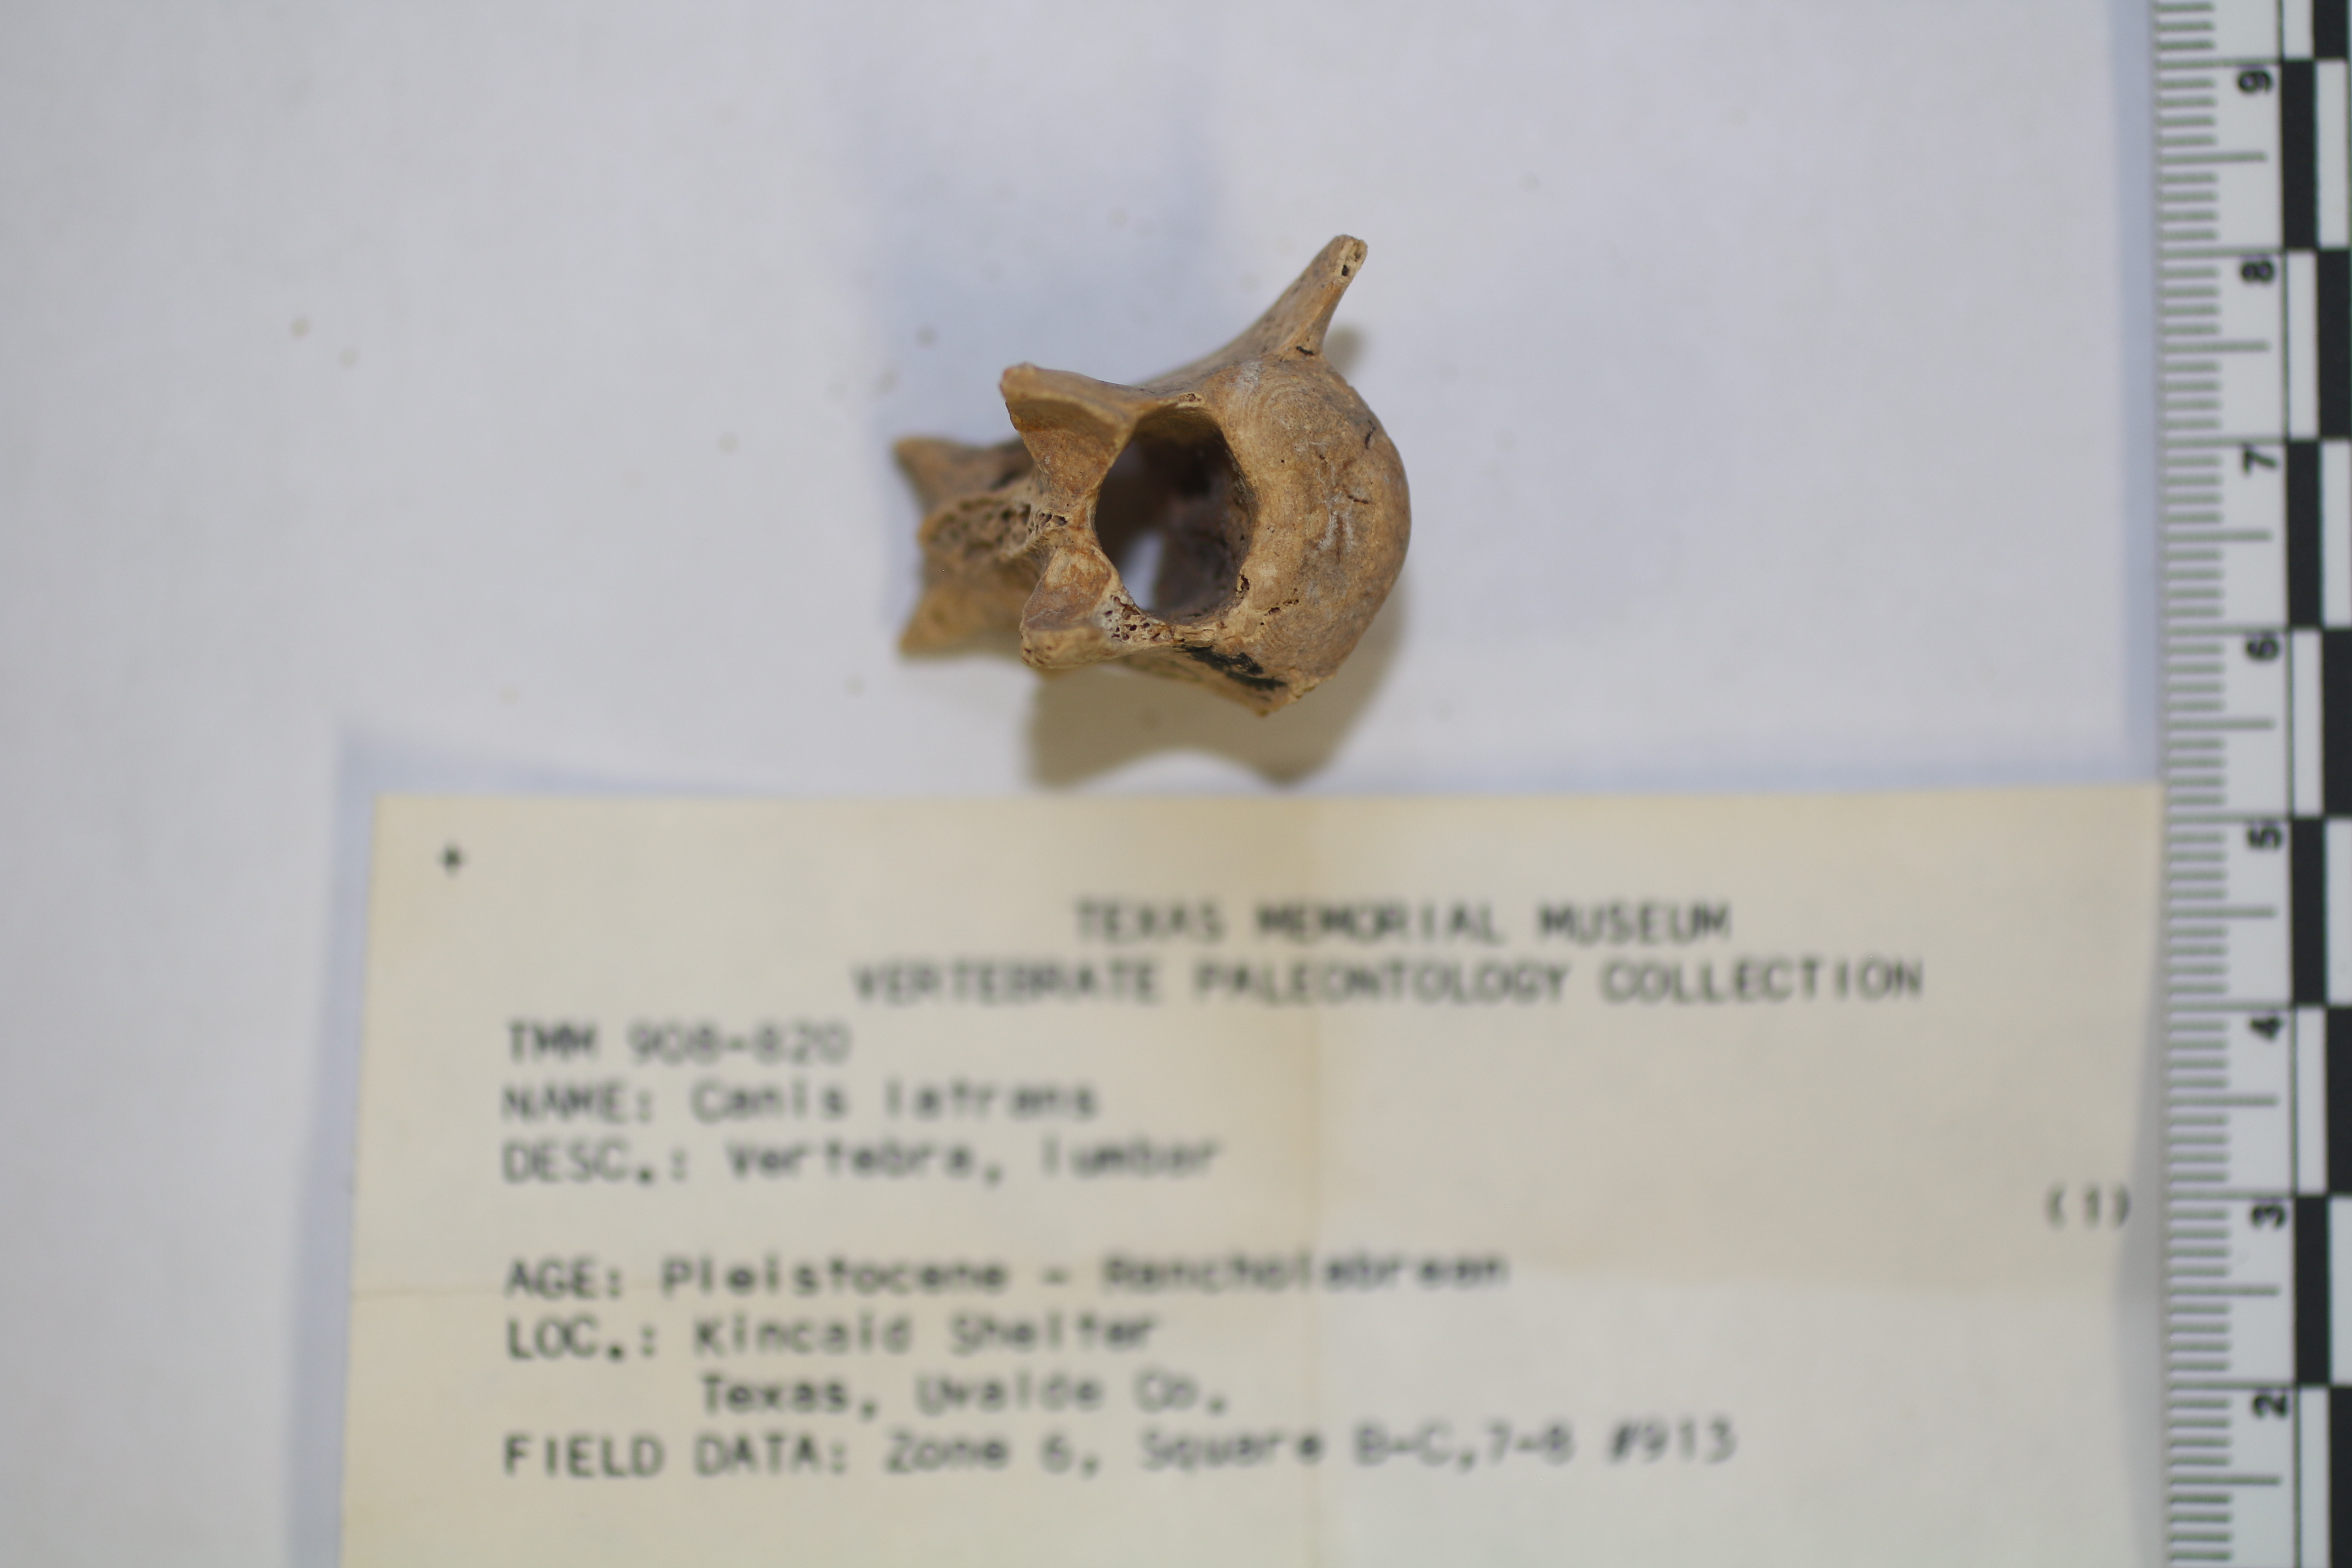 +
TEXAS MEMORIAL MUSEUM
VERTEBRATE PALEONTOLOGY COLLECTION
TMM 908-820
NAME: Canis latrans
DESC.: Vertebra, lumbar
(1)
AGE: Pleistocene - Rancholabrean
LOC.: Kincaid Shelter
Texas, Uvalde Co.
FIELD DATA: Zone 6, Square B-C,7-8 #913
9
8
7
6
5
4
3
2